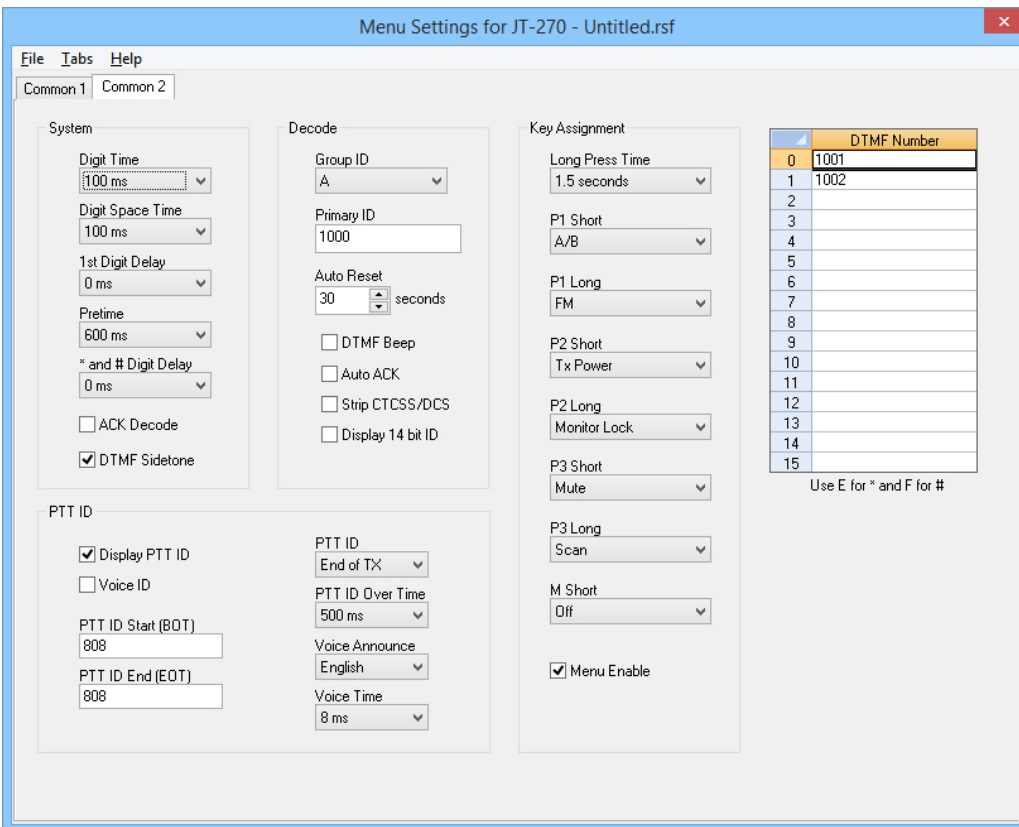 Menu Settings for JT-270 - Untitled.rsf
File Tabs Help
Common 1 Common 2
System
Digit Time
100 ms
Digit Space Time
100 ms
1st Digit Delay
0 ms
Pretime
600 ms
* and # Digit Delay
0 ms
ACK Decode
DTMF Sidetone
Decode
Group ID
A
Primary ID
1000
Auto Reset
30 seconds
DTMF Beep
Auto ACK
Strip CTCSS/DCS
Display 14 bit ID
PTT ID
Display PTT ID
Voice ID
PTT ID Start (BOT)
808
PTT ID End (EOT)
808
PTT ID
End of TX
PTT ID Over Time
500 ms
Voice Announce
English
Voice Time
8 ms
Key Assignment
Long Press Time
1.5 seconds
P1 Short
A/B
P1 Long
FM
P2 Short
Tx Power
P2 Long
Monitor Lock
P3 Short
Mute
P3 Long
Scan
M Short
Off
Menu Enable
DTMF Number
0 1001
1 1002
2
3
4
5
6
7
8
9
10
11
12
13
14
15
Use E for * and F for #